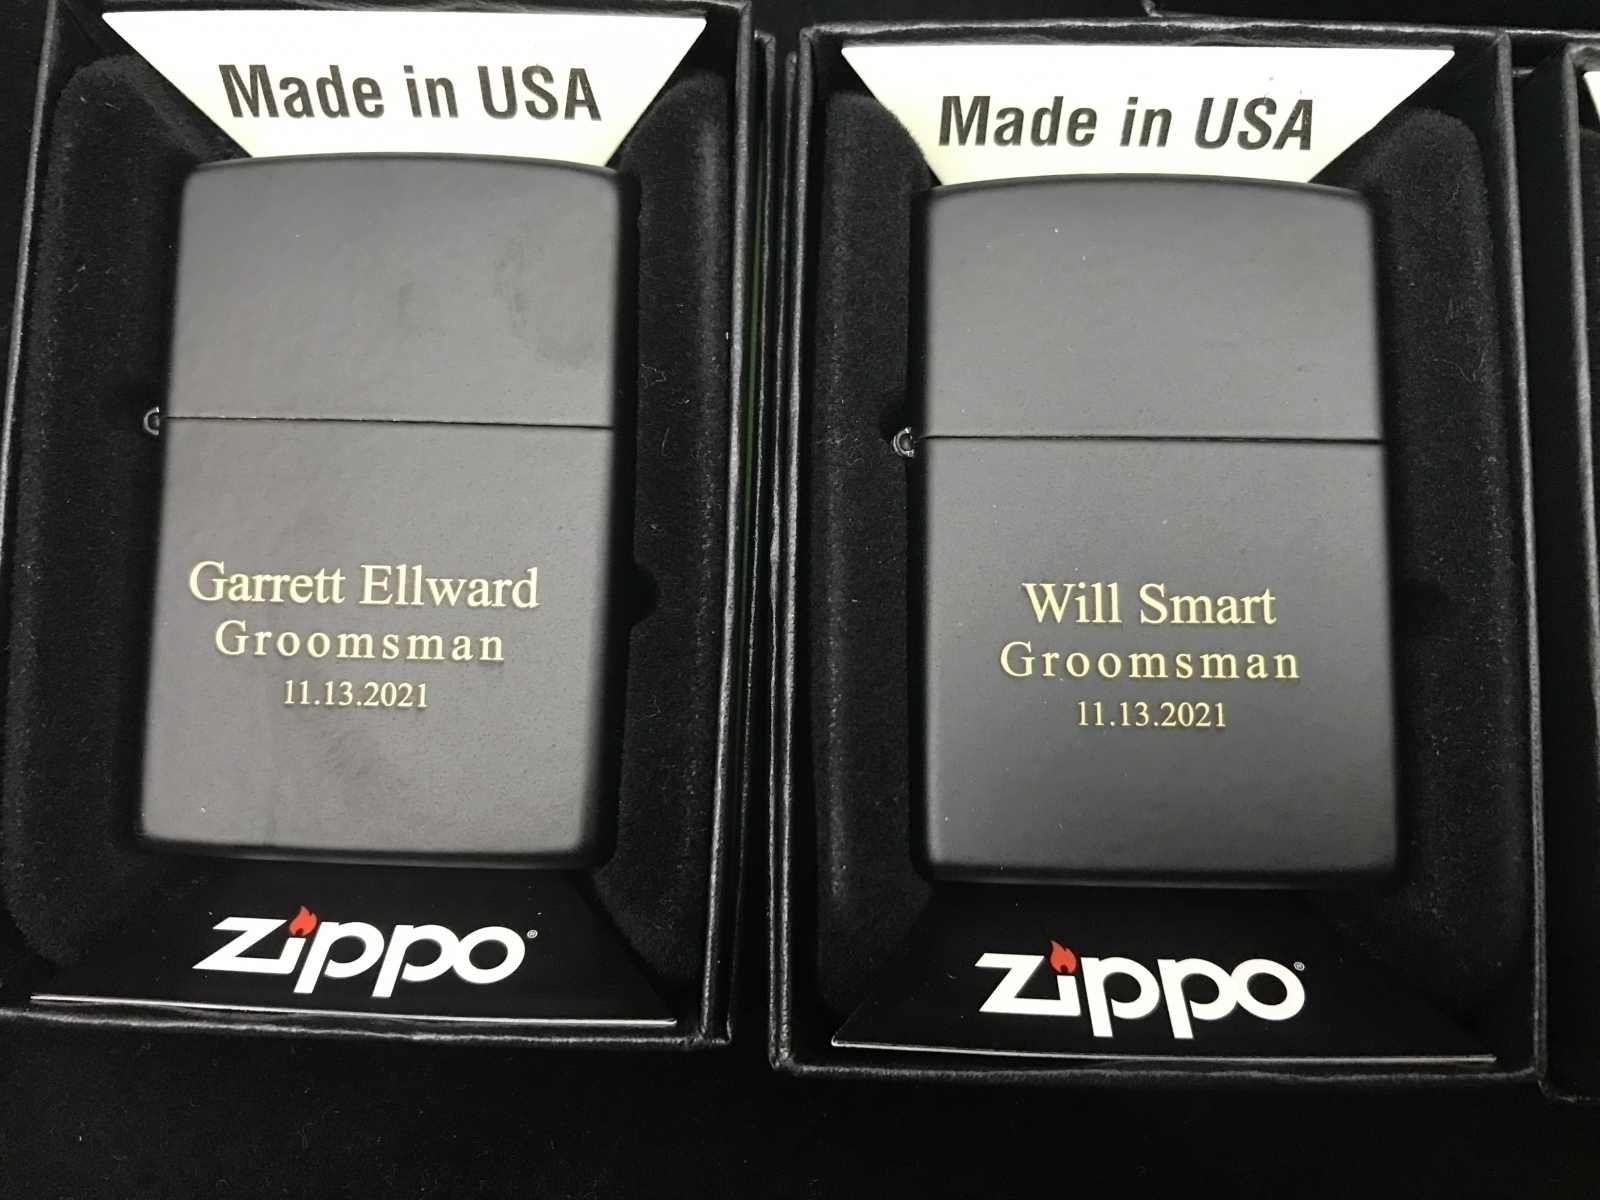 Made in USA
Garrett Ellward
Groomsman
11.13.2021
zippo®
Made in USA
Will Smart
Groomsman
11.13.2021
zippo®